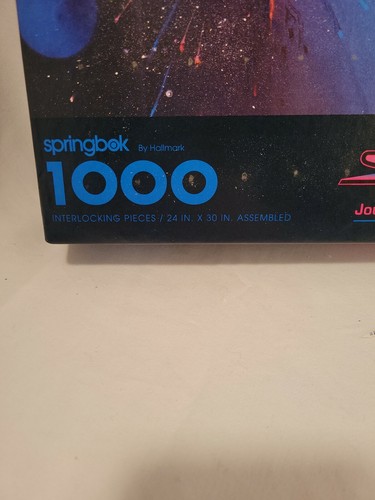 springbok By Hallmark
1000
INTERLOCKING PIECES / 24 IN. X 30 IN. ASSEMBLED